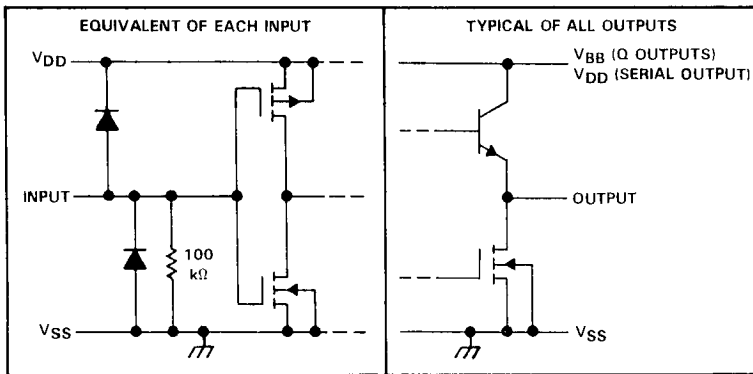 EQUIVALENT OF EACH INPUT
VDD
INPUT
100
kΩ
VSS
TYPICAL OF ALL OUTPUTS
VBB (Q OUTPUTS)
VDD (SERIAL OUTPUT)
OUTPUT
VSS